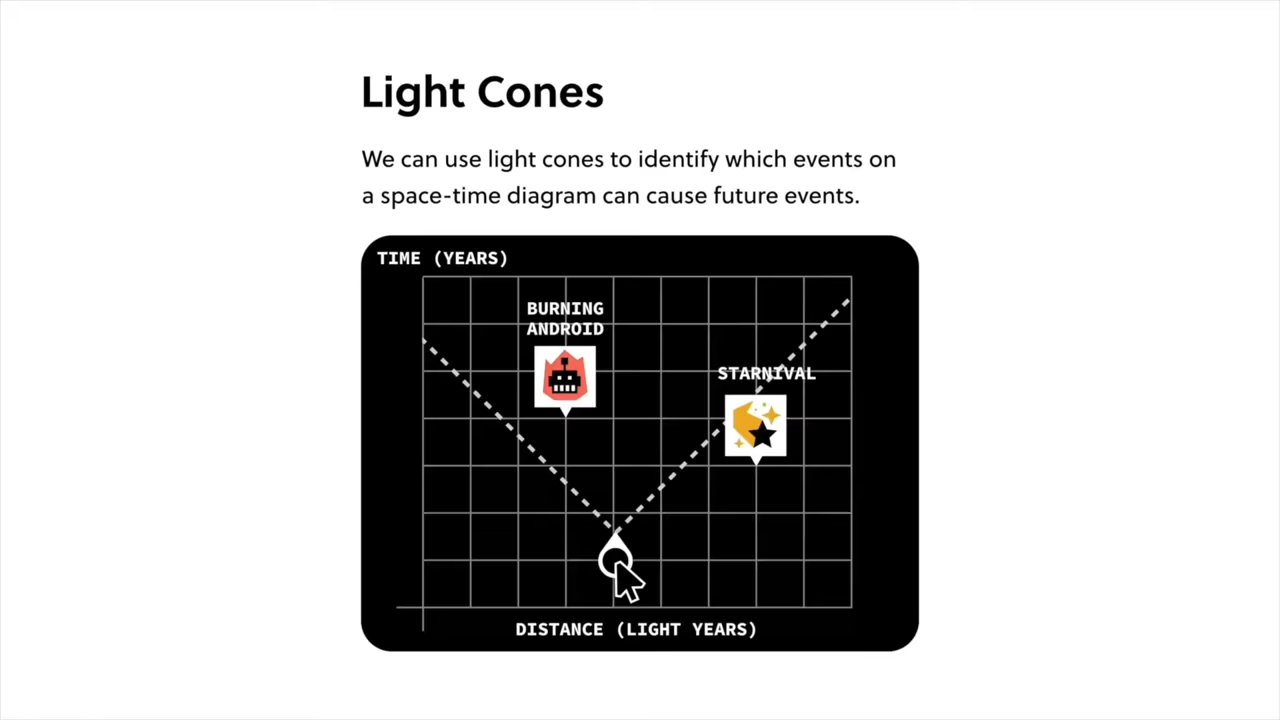 Light Cones
We can use light cones to identify which events on
a space-time diagram can cause future events.
TIME (YEARS)
BURNING
ANDROID
STARNIVAL
DISTANCE (LIGHT YEARS)